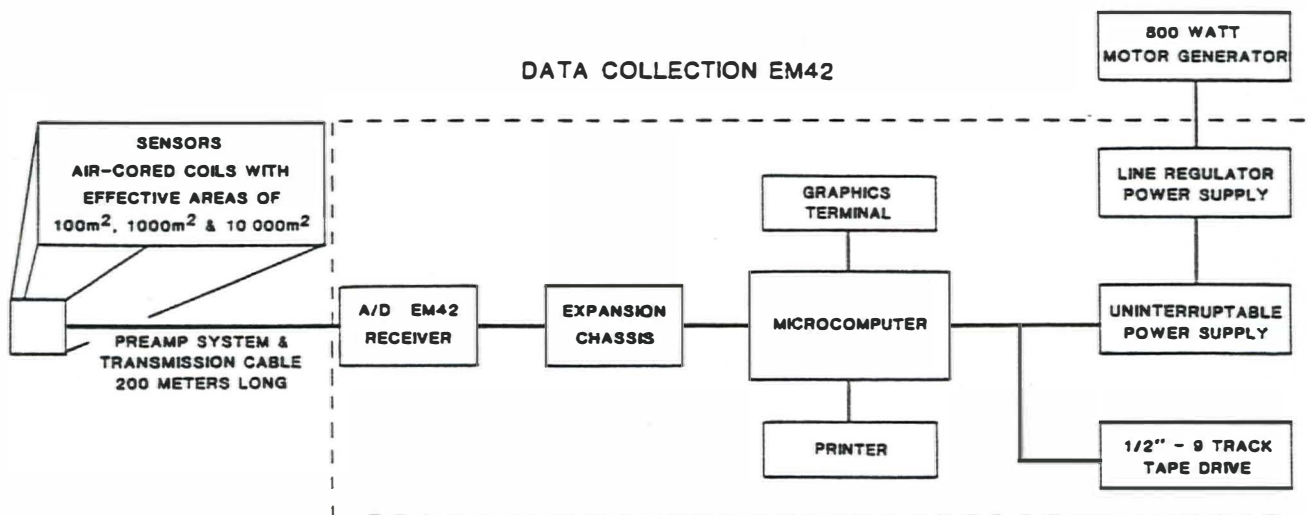 DATA COLLECTION EM42
800 WATT
MOTOR GENERATOR
SENSORS
AIR-CORED COILS WITH
EFFECTIVE AREAS OF
100m², 1000m² & 10 000m²
LINE REGULATOR
POWER SUPPLY
GRAPHICS
TERMINAL
A/D EM42
RECEIVER
EXPANSION
CHASSIS
MICROCOMPUTER
UNINTERRUPTABLE
POWER SUPPLY
PREAMP SYSTEM &
TRANSMISSION CABLE
200 METERS LONG
PRINTER
1/2" - 9 TRACK
TAPE DRIVE